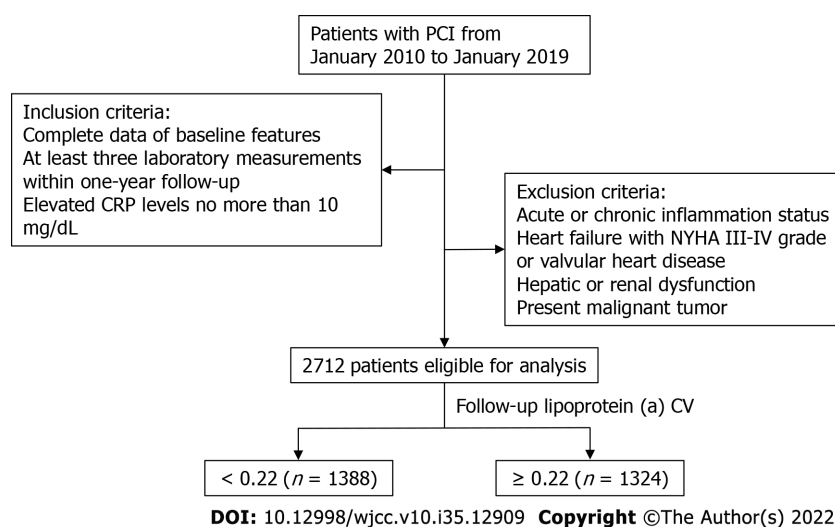 Patients with PCI from
January 2010 to January 2019
Inclusion criteria:
Complete data of baseline features
At least three laboratory measurements
within one-year follow-up
Elevated CRP levels no more than 10
mg/dL
Exclusion criteria:
Acute or chronic inflammation status
Heart failure with NYHA III-IV grade
or valvular heart disease
Hepatic or renal dysfunction
Present malignant tumor
2712 patients eligible for analysis
Follow-up lipoprotein (a) CV
< 0.22 (n = 1388)
≥ 0.22 (n = 1324)
DOI: 10.12998/wjcc.v10.i35.12909 Copyright ©The Author(s) 2022